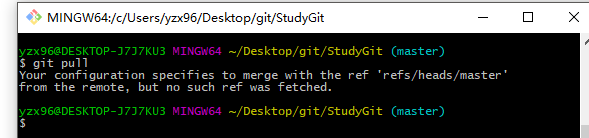 MINGW64:/c/Users/yzx96/Desktop/git/StudyGit
yzx96@DESKTOP-J7J7KU3 MINGW64 ~/Desktop/git/StudyGit (master)
$ git pull
Your configuration specifies to merge with the ref 'refs/heads/master'
from the remote, but no such ref was fetched.
yzx96@DESKTOP-J7J7KU3 MINGW64 ~/Desktop/git/StudyGit (master)
$